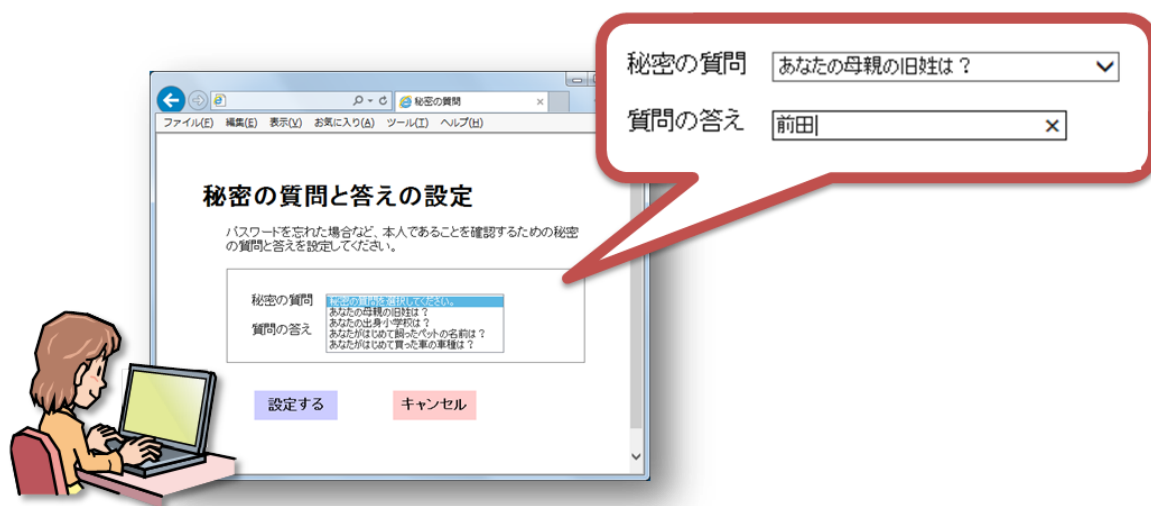 秘密の質問 あなたの母親の旧姓は？
質問の答え 前田
秘密の質問
ファイル(F) 編集(E) 表示(V) お気に入り(A) ツール(T) ヘルプ(H)
秘密の質問と答えの設定
パスワードを忘れた場合など、本人であることを確認するための秘密
の質問と答えを設定してください。
秘密の質問 秘密の質問を選択してください。
あなたの母親の旧姓は？
質問の答え あなたの出身小学校は？
あなたがはじめて飼ったペットの名前は？
あなたがはじめて買った車の車種は？
設定する キャンセル